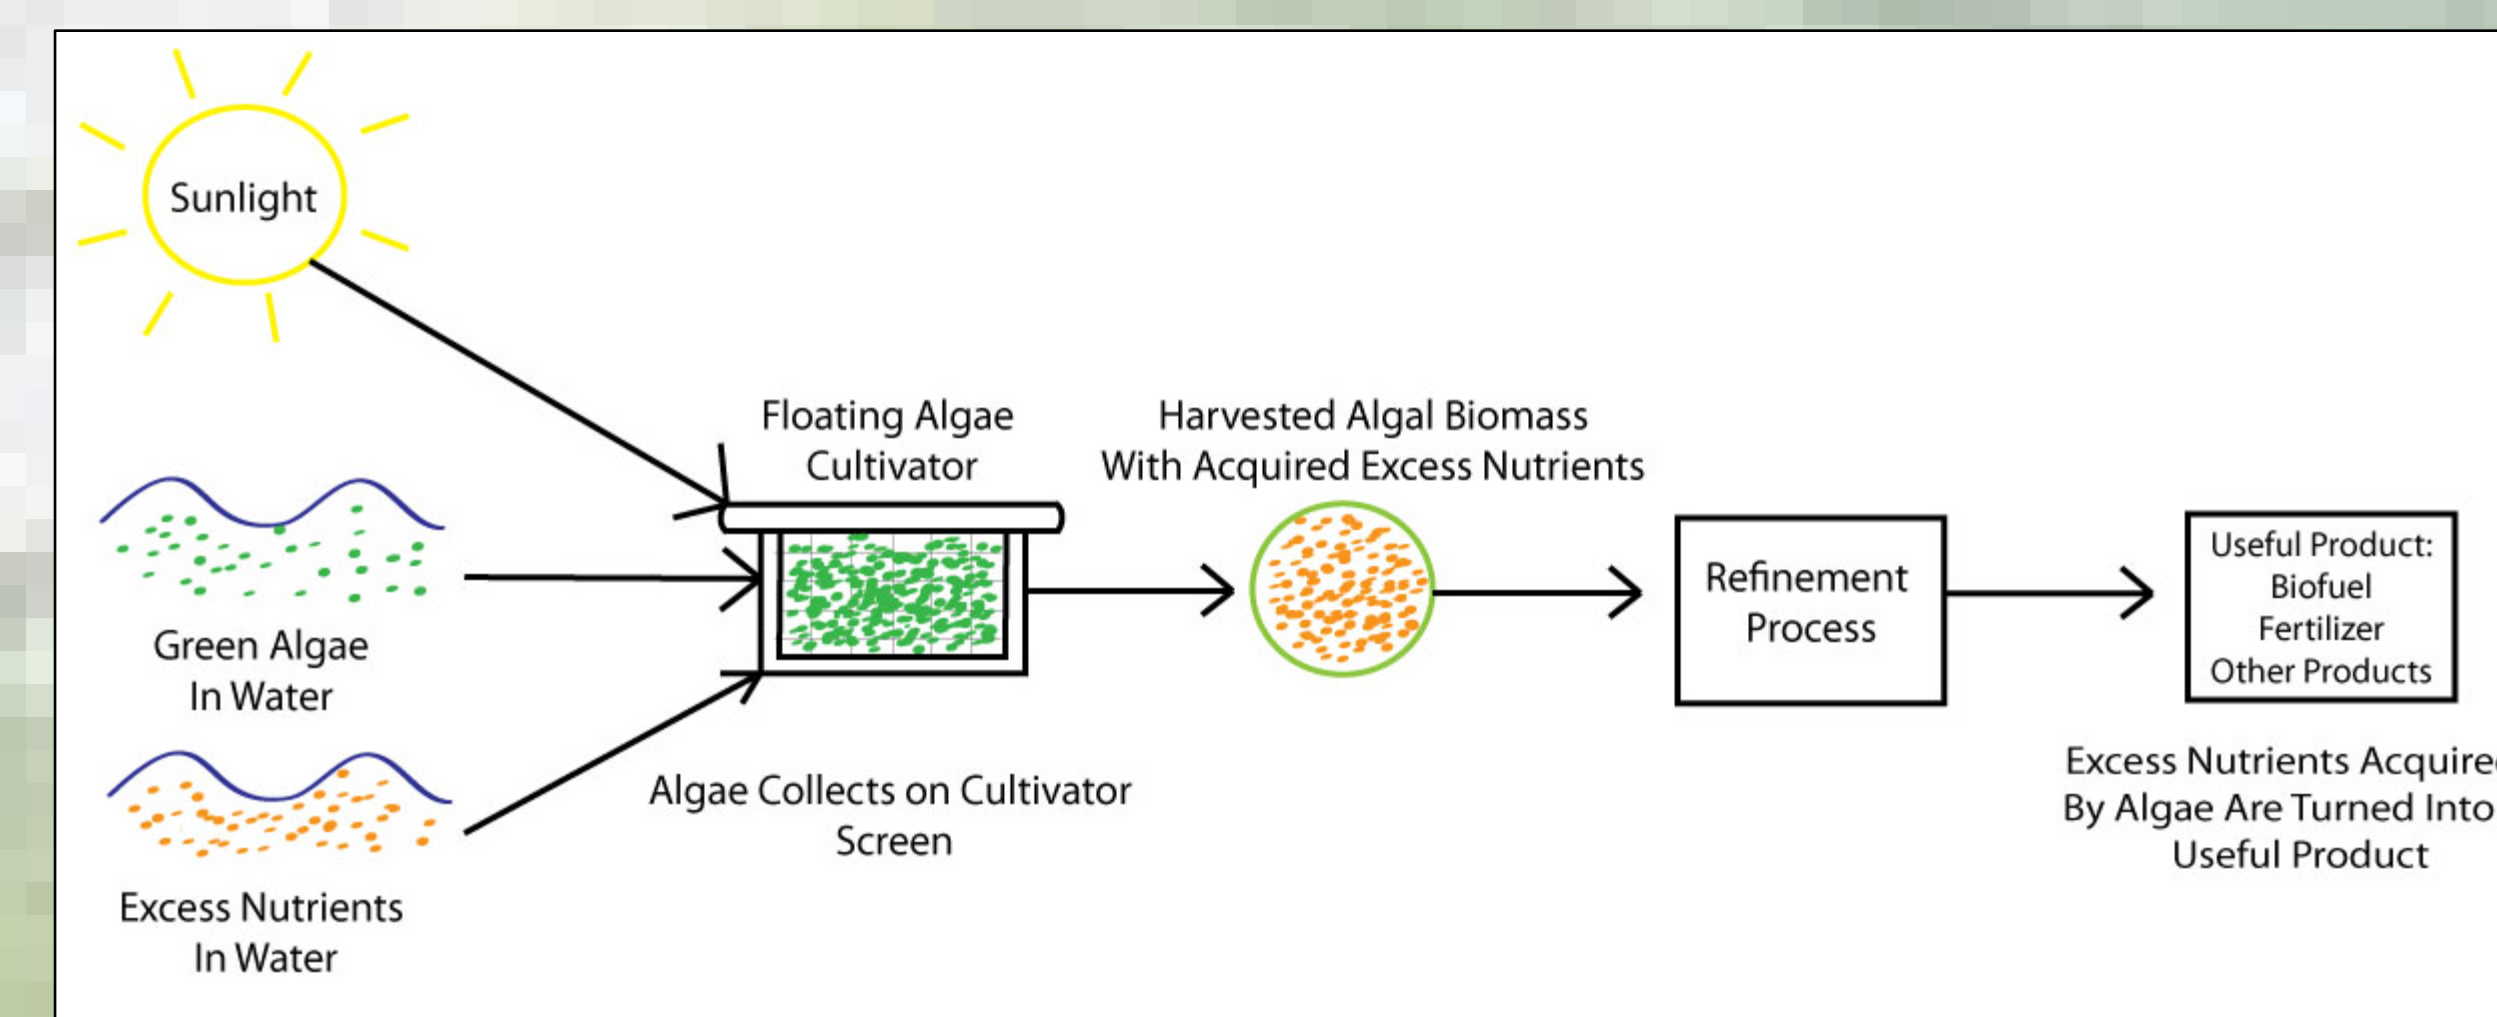 Sunlight
Floating Algae
Cultivator
Harvested Algal Biomass
With Acquired Excess Nutrients
Green Algae
In Water
Refinement
Process
Useful Product:
Biofuel
Fertilizer
Other Products
Algae Collects on Cultivator
Screen
Excess Nutrients
By Algae Are Turned Into
Useful Product
Excess Nutrients
In Water